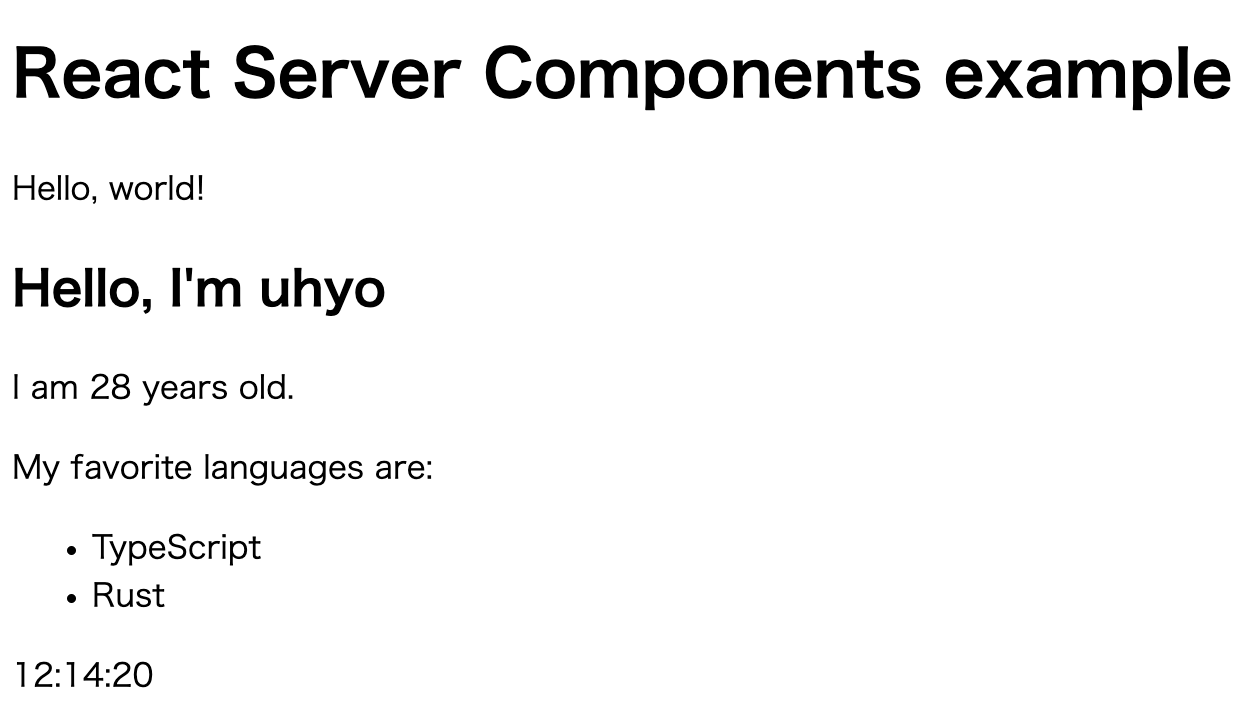 React Server Components example
Hello, world!
Hello, I'm uhyo
I am 28 years old.
My favorite languages are:
• TypeScript
• Rust
12:14:20